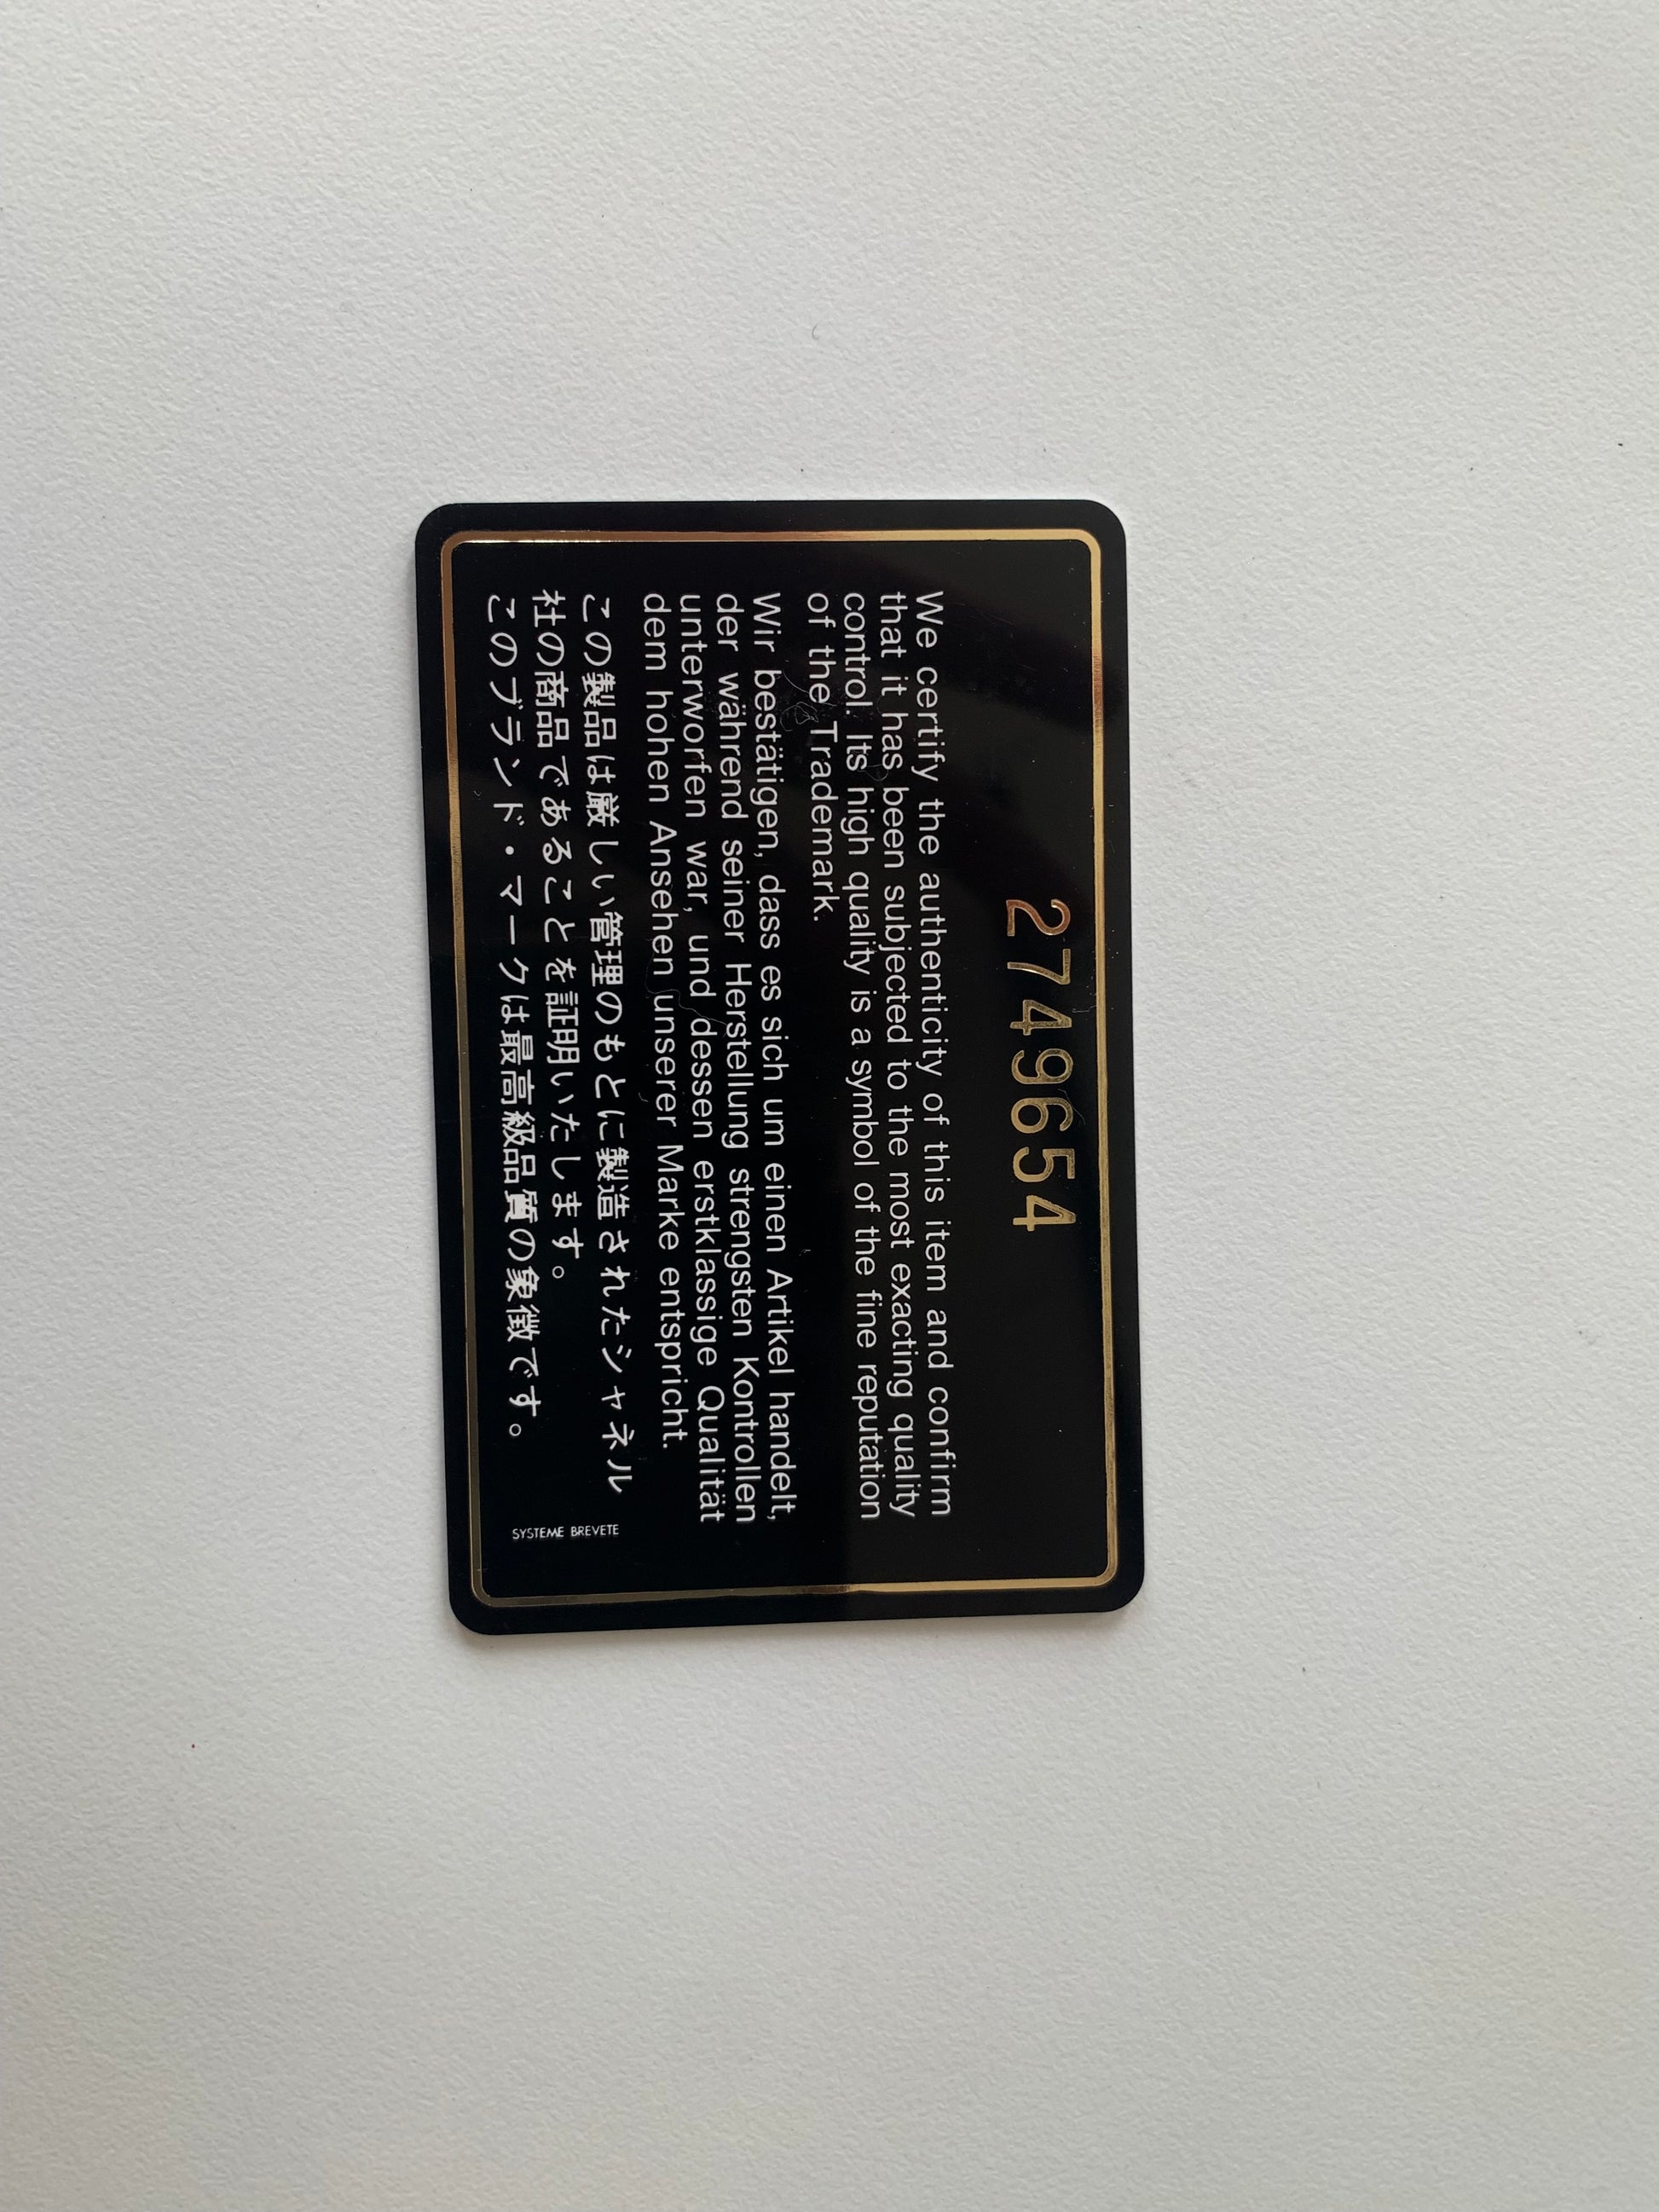 2749654
We certify the authenticity of this item and confirm
that it has been subjected to the most exacting quality
control. Its high quality is a symbol of the fine reputation
of the Trademark.
Wir bestätigen, dass es sich um einen Artikel handelt,
der während seiner Herstellung strengsten Kontrollen
unterworfen war, und dessen erstklassige Qualität
dem hohen Ansehen unserer Marke entspricht.
この製品は厳しい管理のもとに製造されたシャネル
社の商品であることを証明いたします。
このブランド・マークは最高級品質の象徴です。
SYSTEME BREVETE